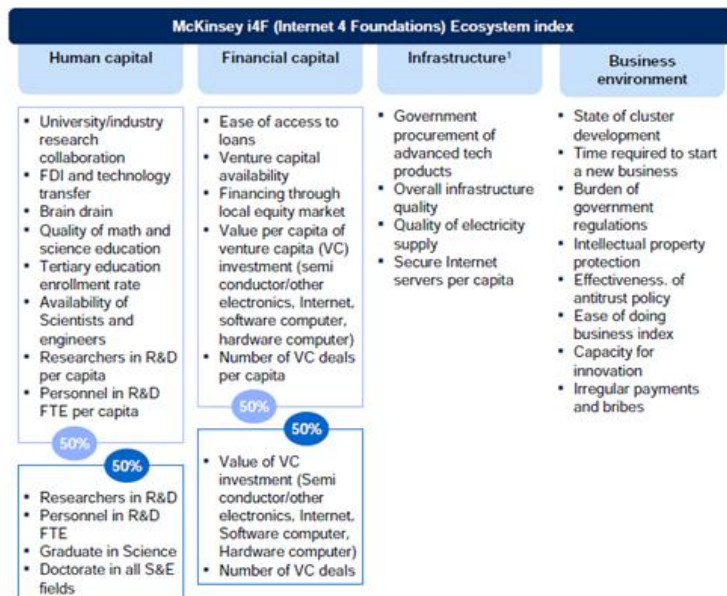 McKinsey i4F (Internet 4 Foundations) Ecosystem index
Human capital
• University/industry
research
collaboration
• FDI and technology
transfer
• Brain drain
• Quality of math and
science education
• Tertiary education
enrollment rate
• Availability of
Scientists and
engineers
• Researchers in R&D
per capita
• Personnel in R&D
FTE per capita
50%
50%
• Researchers in R&D
• Personnel in R&D
FTE
• Graduate in Science
• Doctorate in all S&E
fields
Financial capital
• Ease of access to
loans
• Venture capital
availability
• Financing through
local equity market
• Value per capita of
venture capita (VC)
investment (semi
conductor/other
electronics, Internet,
software computer,
hardware computer)
• Number of VC deals
per capita
50%
50%
• Value of VC
investment (Semi
conductor/other
electronics, Internet,
Software computer,
Hardware computer)
• Number of VC deals
Infrastructure¹
• Government
procurement of
advanced tech
products
• Overall infrastructure
quality
• Quality of electricity
supply
• Secure Internet
servers per capita
Business
environment
• State of cluster
development
• Time required to start
a new business
• Burden of
government
regulations
• Intellectual property
protection
• Effectiveness. of
antitrust policy
• Ease of doing
business index
• Capacity for
innovation
• Irregular payments
and bribes